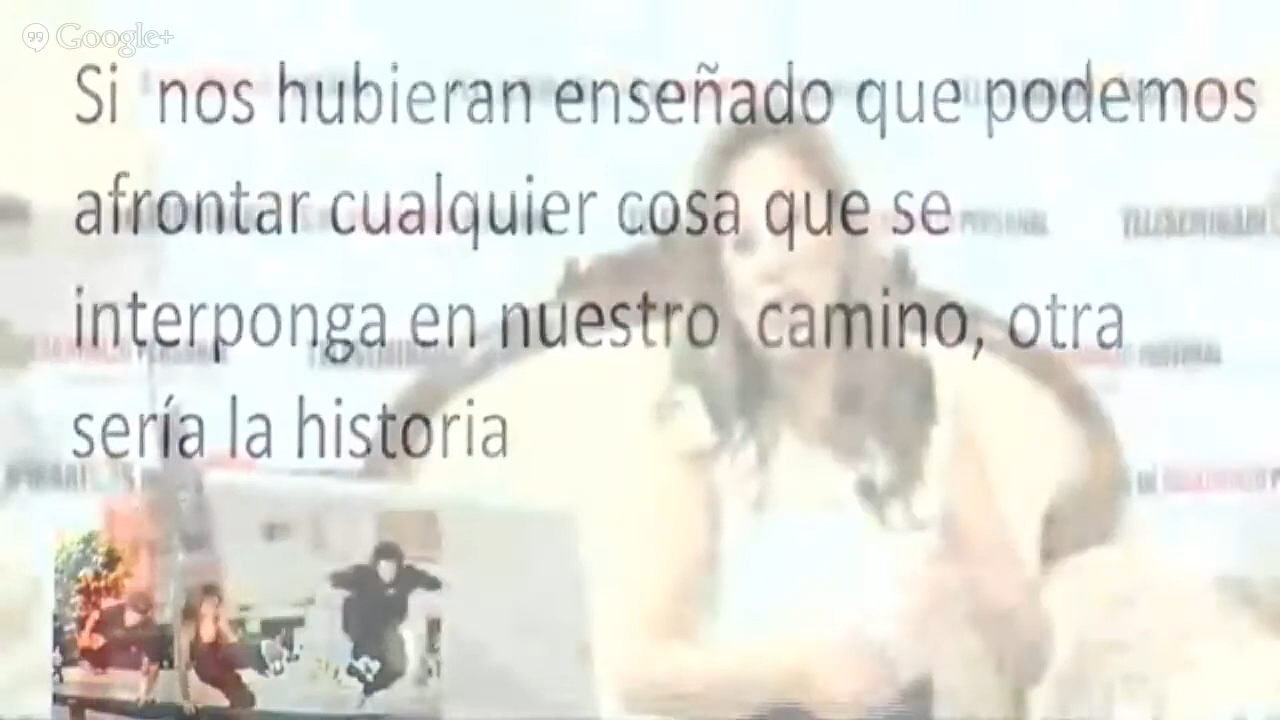 Google+
Si nos hubieran enseñado que podemos
afrontar cualquier cosa que se
interponga en nuestro camino, otra
sería la historia